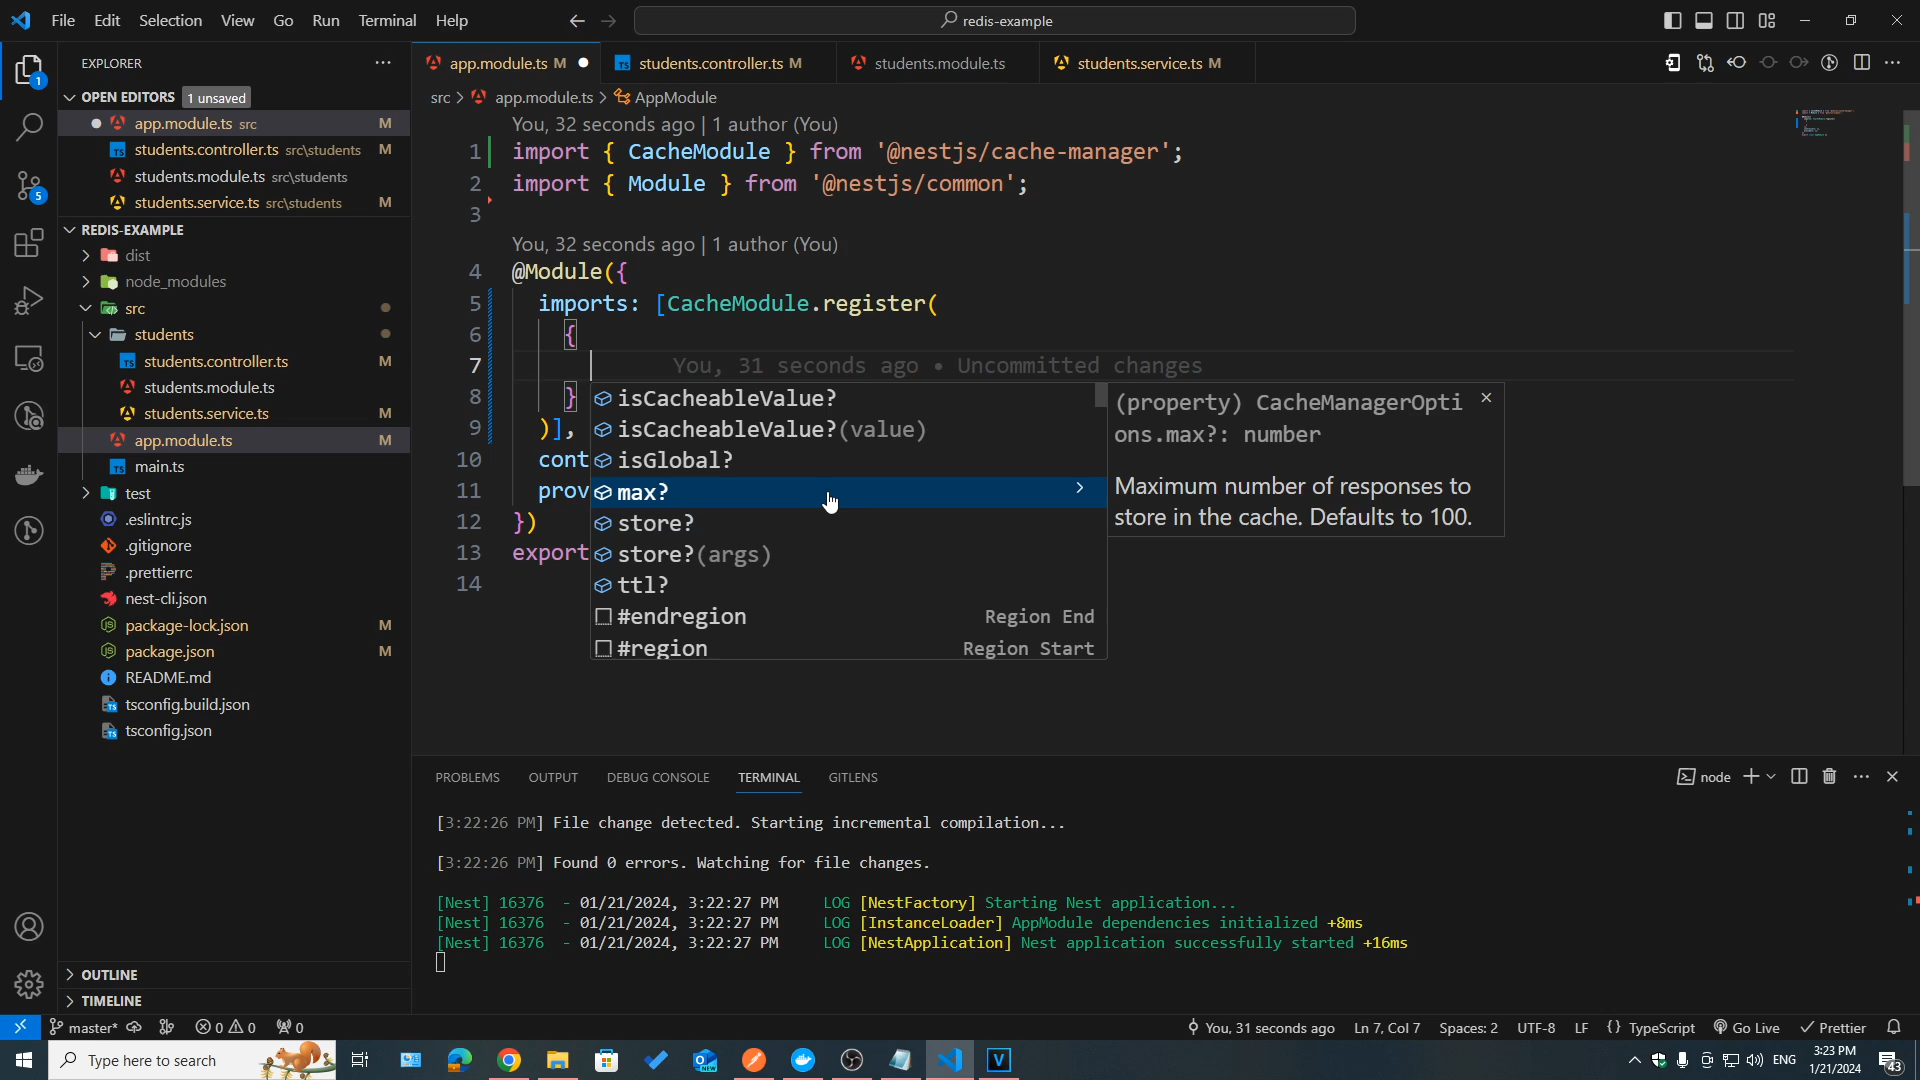 File Edit Selection View Go Run Terminal Help
redis-example
EXPLORER
OPEN EDITORS 1 unsaved
app.module.ts src M
students.controller.ts src\students M
students.module.ts src\students
students.service.ts src\students M
REDIS-EXAMPLE
dist
node_modules
src
students
students.controller.ts M
students.module.ts
students.service.ts M
app.module.ts M
main.ts
test
.eslintrc.js
.gitignore
.prettierrc
nest-cli.json
package-lock.json M
package.json M
README.md
tsconfig.build.json
tsconfig.json
OUTLINE
TIMELINE
1
5
app.module.ts M
students.controller.ts M
students.module.ts
students.service.ts M
src > app.module.ts > AppModule
You, 32 seconds ago | 1 author (You)
1 import { CacheModule } from '@nestjs/cache-manager';
2 import { Module } from '@nestjs/common';
3
You, 32 seconds ago | 1 author (You)
4 @Module({
5 imports: [CacheModule.register(
6 {
7 You, 31 seconds ago • Uncommitted changes
8 }
9 )],
10 cont
11 prov
12 })
13 export
14
isCacheableValue?
isCacheableValue?(value)
isGlobal?
max?
store?
store?(args)
ttl?
#endregion Region End
#region Region Start
(property) CacheManagerOpti
ons.max?: number
Maximum number of responses to
store in the cache. Defaults to 100.
PROBLEMS OUTPUT DEBUG CONSOLE TERMINAL GITLENS
node
[3:22:26 PM] File change detected. Starting incremental compilation...
[3:22:26 PM] Found 0 errors. Watching for file changes.
[Nest] 16376 - 01/21/2024, 3:22:27 PM LOG [NestFactory] Starting Nest application...
[Nest] 16376 - 01/21/2024, 3:22:27 PM LOG [InstanceLoader] AppModule dependencies initialized +8ms
[Nest] 16376 - 01/21/2024, 3:22:27 PM LOG [NestApplication] Nest application successfully started +16ms
master* 0 0 0
You, 31 seconds ago Ln 7, Col 7 Spaces: 2 UTF-8 LF {} TypeScript Go Live Prettier
Type here to search
NEW
V
ENG
3:23 PM
1/21/2024
43